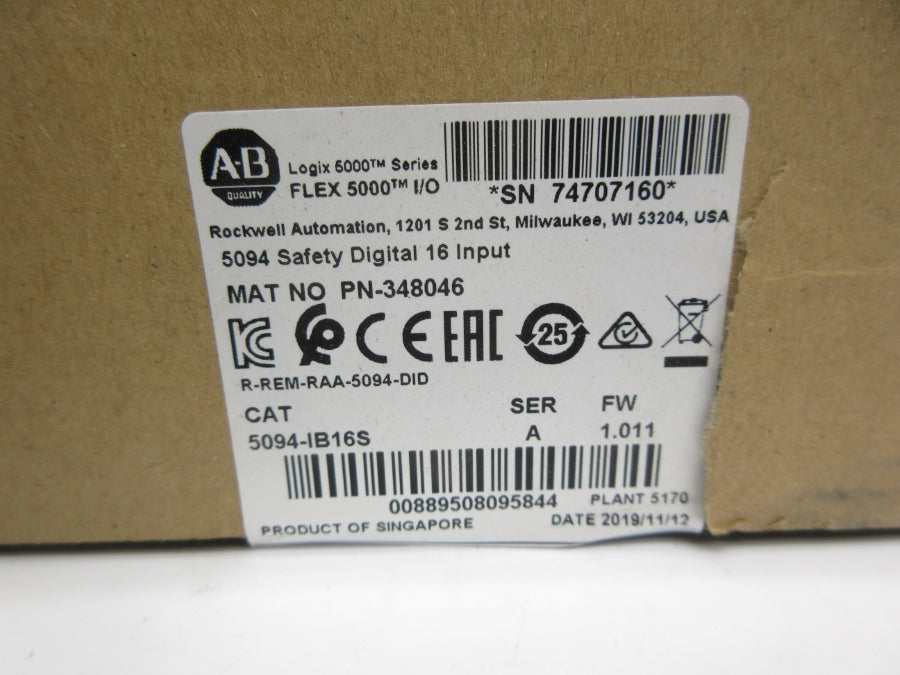 A·B
QUALITY
Logix 5000™ Series
FLEX 5000™ I/O
*SN 74707160*
Rockwell Automation, 1201 S 2nd St, Milwaukee, WI 53204, USA
5094 Safety Digital 16 Input
MAT NO PN-348046
KC CE EAC 25
R-REM-RAA-5094-DID
CAT SER FW
5094-IB16S A 1.011
00889508095844 PLANT 5170
PRODUCT OF SINGAPORE DATE 2019/11/12